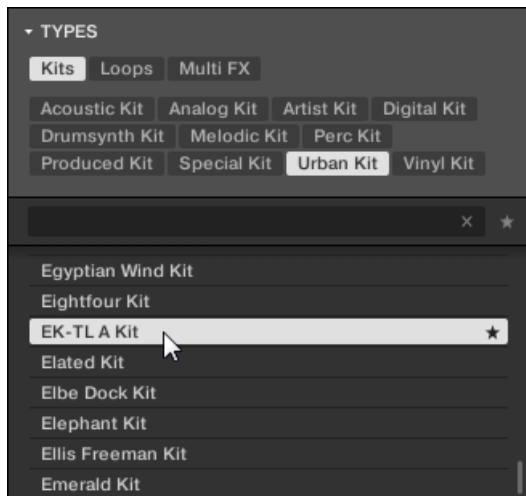 TYPES
Kits Loops Multi FX
Acoustic Kit Analog Kit Artist Kit Digital Kit
Drumsynth Kit Melodic Kit Perc Kit
Produced Kit Special Kit Urban Kit Vinyl Kit
Egyptian Wind Kit
Eightfour Kit
EK-TL A Kit
Elated Kit
Elbe Dock Kit
Elephant Kit
Ellis Freeman Kit
Emerald Kit